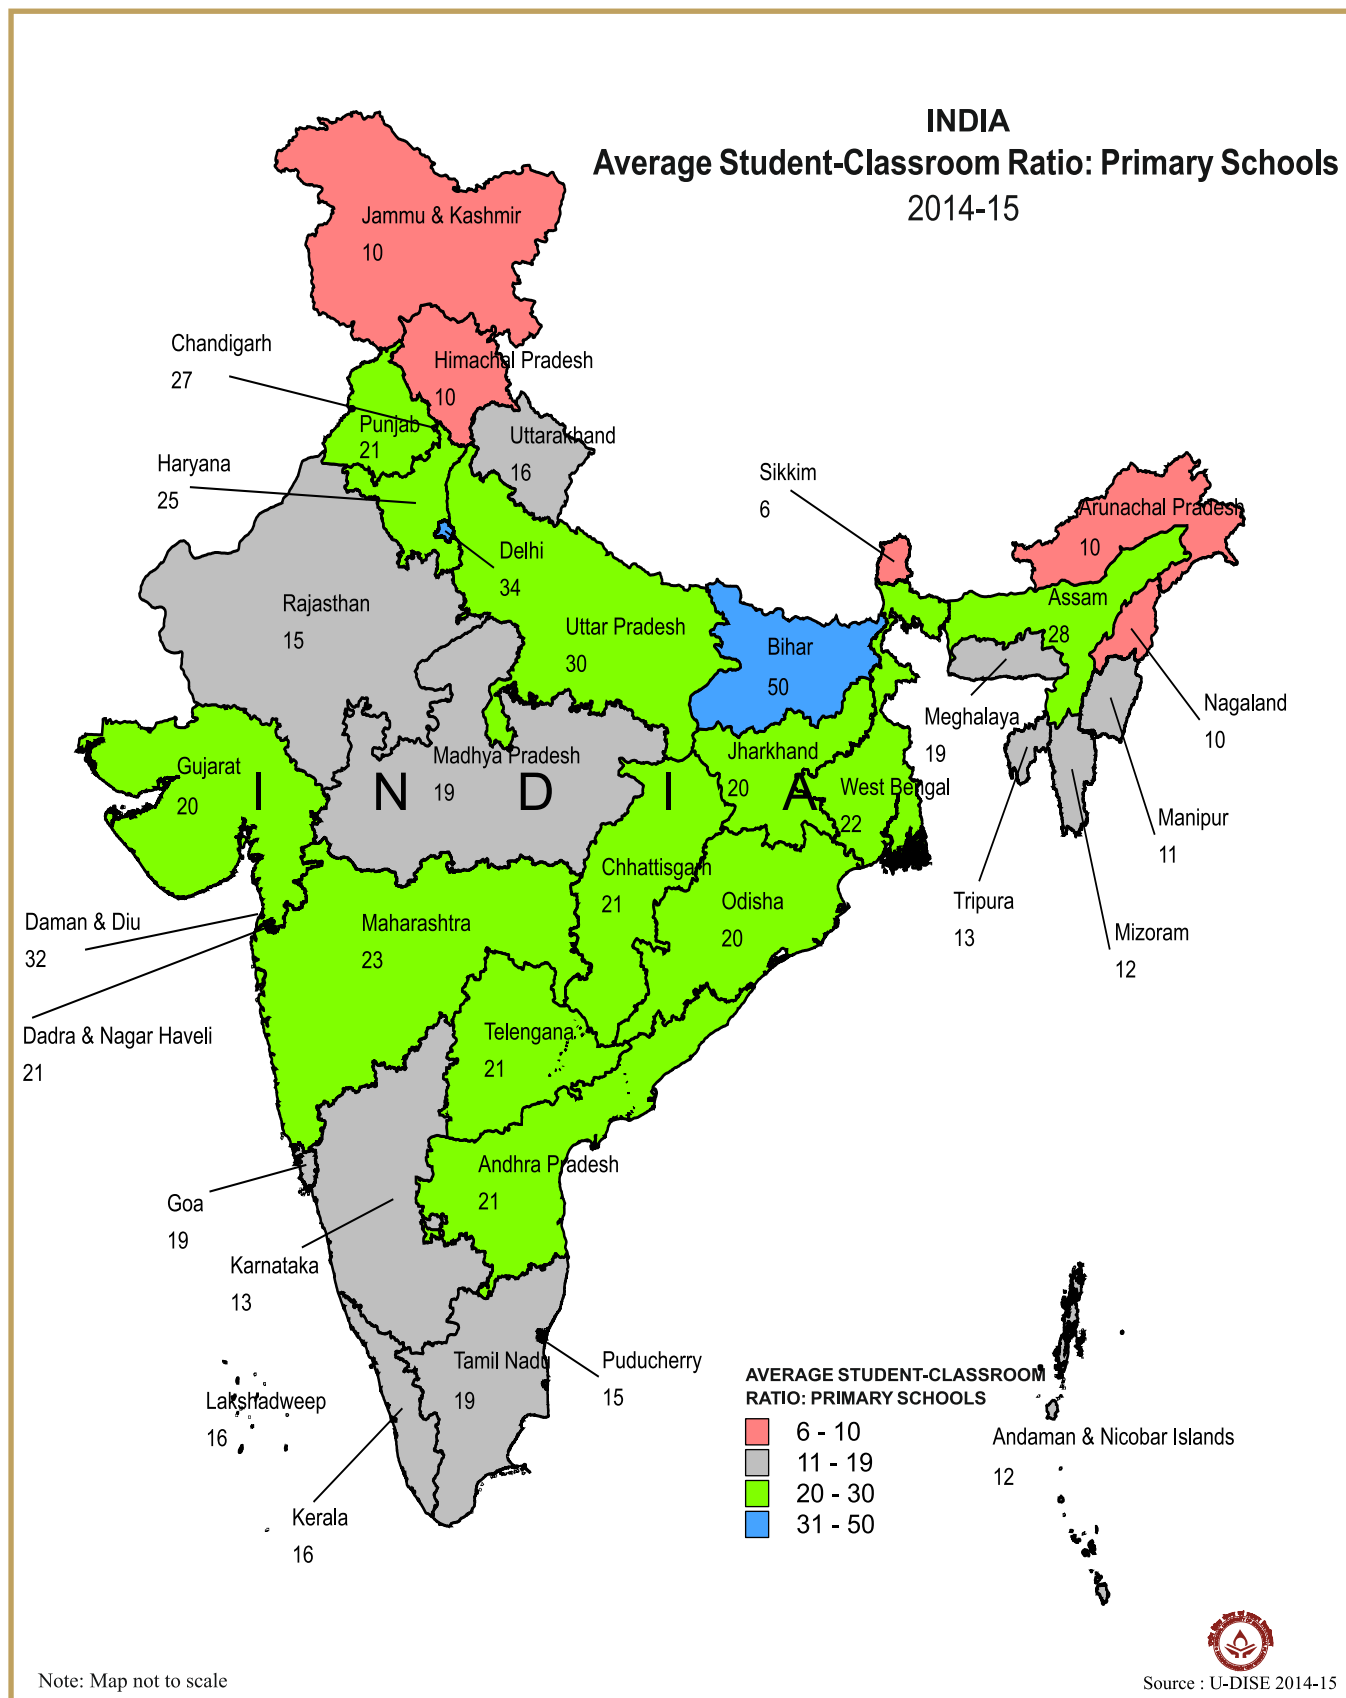 INDIA
Average Student-Classroom Ratio: Primary Schools
2014-15
Jammu & Kashmir
10
Chandigarh
27
Himachal Pradesh
10
Punjab
21
Uttarakhand
16
Haryana
25
Sikkim
6
Arunachal Pradesh
10
Delhi
34
Rajasthan
15
Uttar Pradesh
30
Bihar
50
Assam
28
Nagaland
10
Meghalaya
19
Gujarat
20
Madhya Pradesh
19
Jharkhand
20
West Bengal
22
I N D I A
Manipur
11
Chhattisgarh
21
Odisha
20
Tripura
13
Mizoram
12
Daman & Diu
32
Maharashtra
23
Dadra & Nagar Haveli
21
Telengana
21
Andhra Pradesh
21
Goa
19
Karnataka
13
Tamil Nadu
19
Puducherry
15
Lakshadweep
16
Kerala
16
AVERAGE STUDENT-CLASSROOM
RATIO: PRIMARY SCHOOLS
6 - 10
11 - 19
20 - 30
31 - 50
Andaman & Nicobar Islands
12
Note: Map not to scale
Source : U-DISE 2014-15